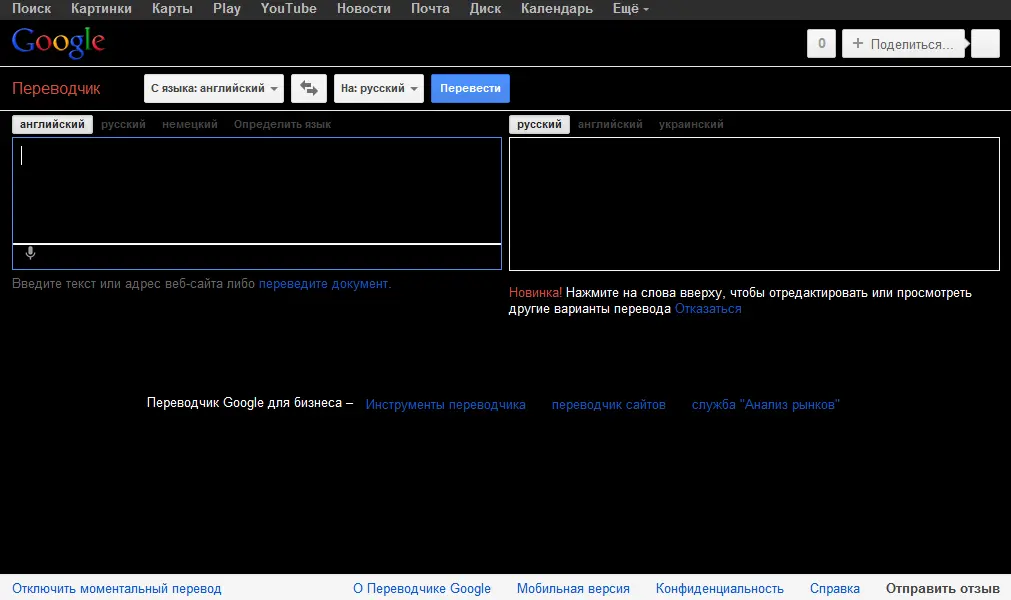 Поиск Картинки Карты Play YouTube Новости Почта Диск Календарь Ещё
Google
0 + Поделиться...
Переводчик С языка: английский На: русский Перевести
английский русский немецкий Определить язык
русский английский украинский
Введите текст или адрес веб-сайта либо переведите документ.
Новинка! Нажмите на слова вверху, чтобы отредактировать или просмотреть
другие варианты перевода Отказаться
Переводчик Google для бизнеса – Инструменты переводчика переводчик сайтов служба "Анализ рынков"
Отключить моментальный перевод О Переводчике Google Мобильная версия Конфиденциальность Справка Отправить отзыв